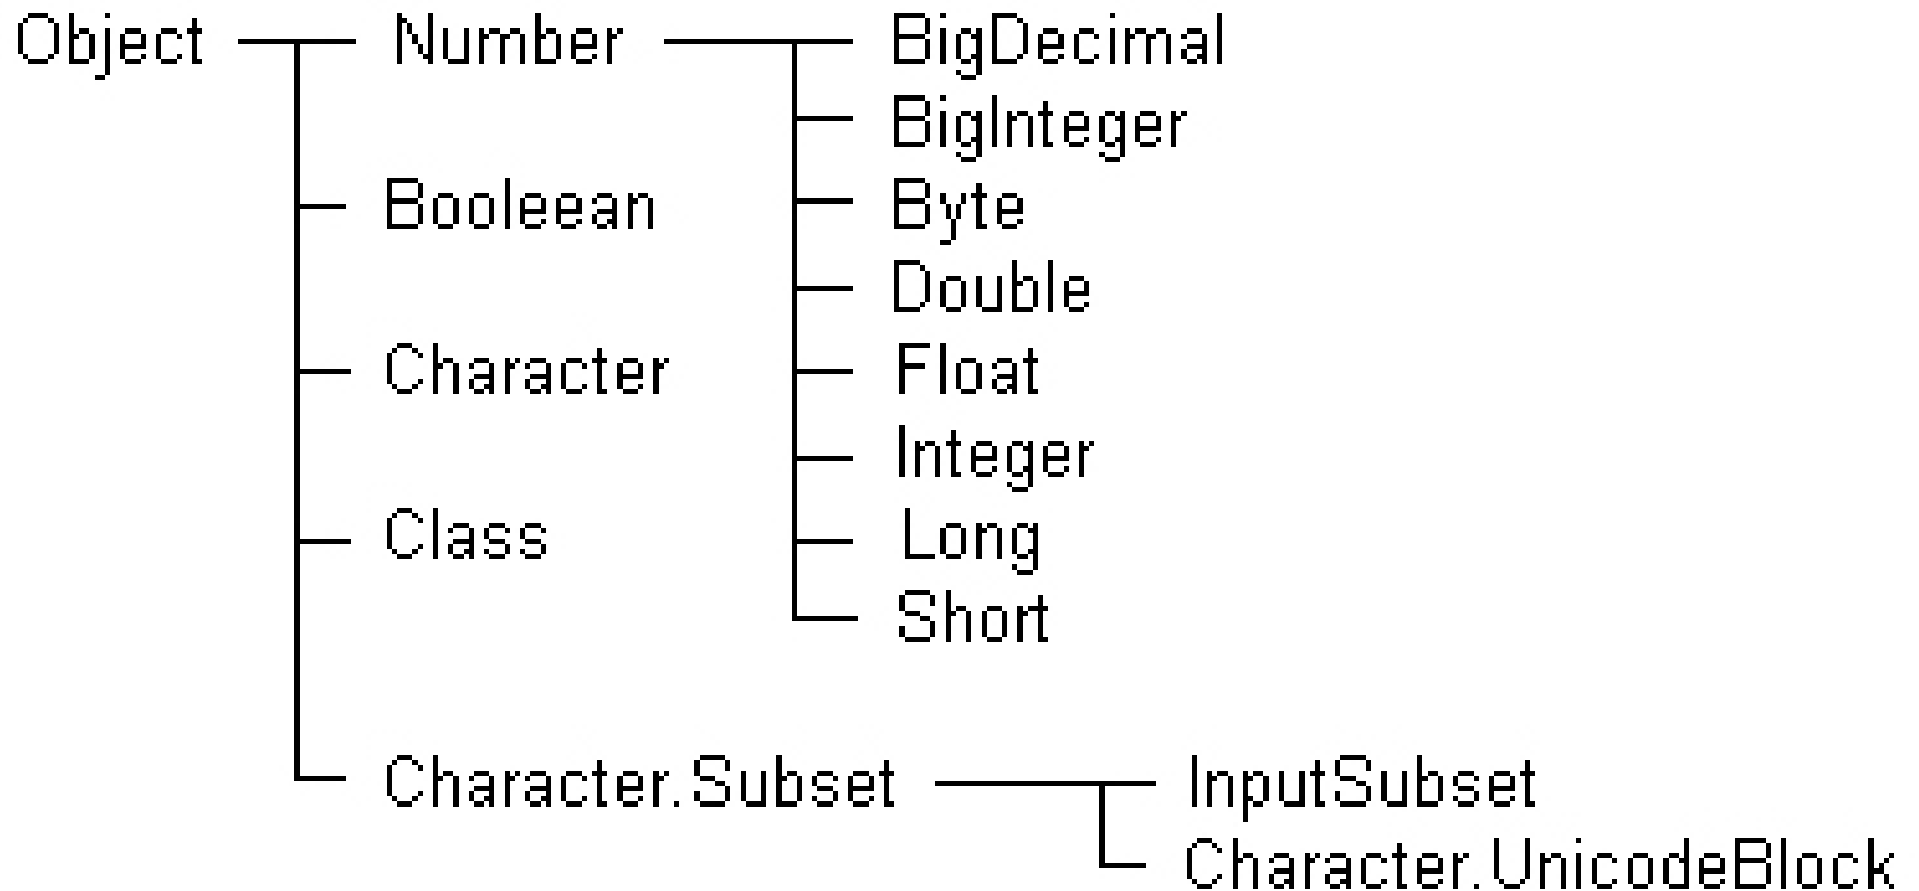 Object Number BigDecimal
BigInteger
Booleean Byte
Double
Character Float
Integer
Class Long
Short
Character.Subset InputSubset
Character.UnicodeBlock